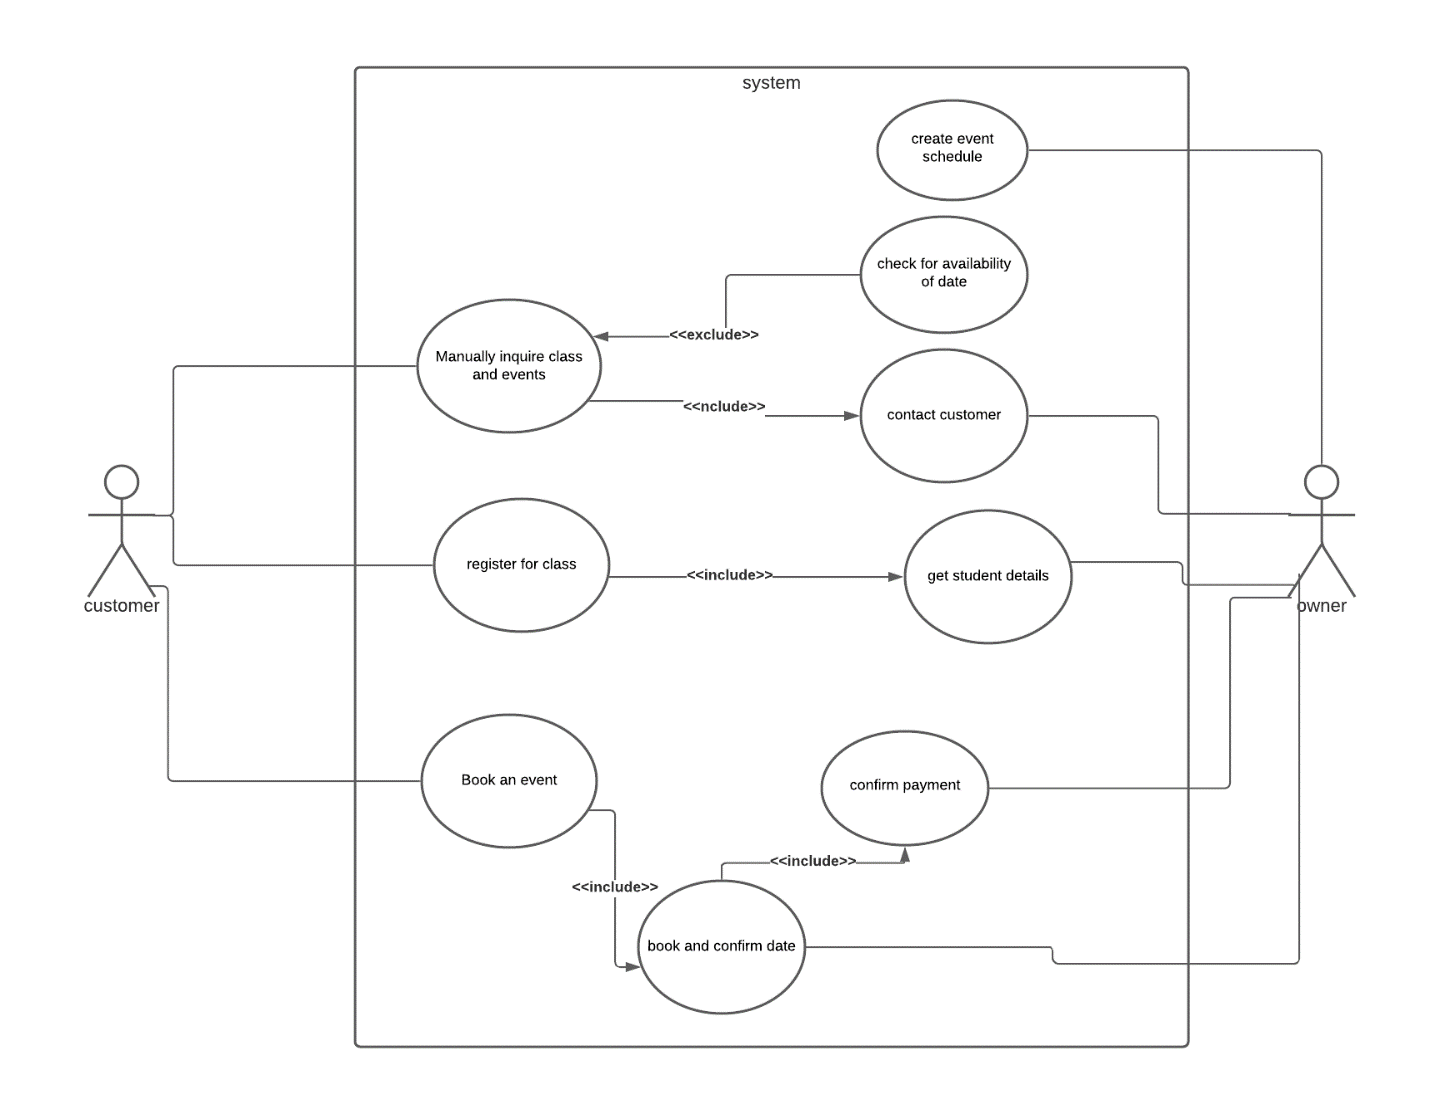 system
create event
schedule
check for availability
of date
<<exclude>>
Manually inquire class
and events
<<nclude>>
contact customer
customer
register for class
<<include>>
get student details
owner
Book an event
confirm payment
<<include>>
<<include>>
book and confirm date